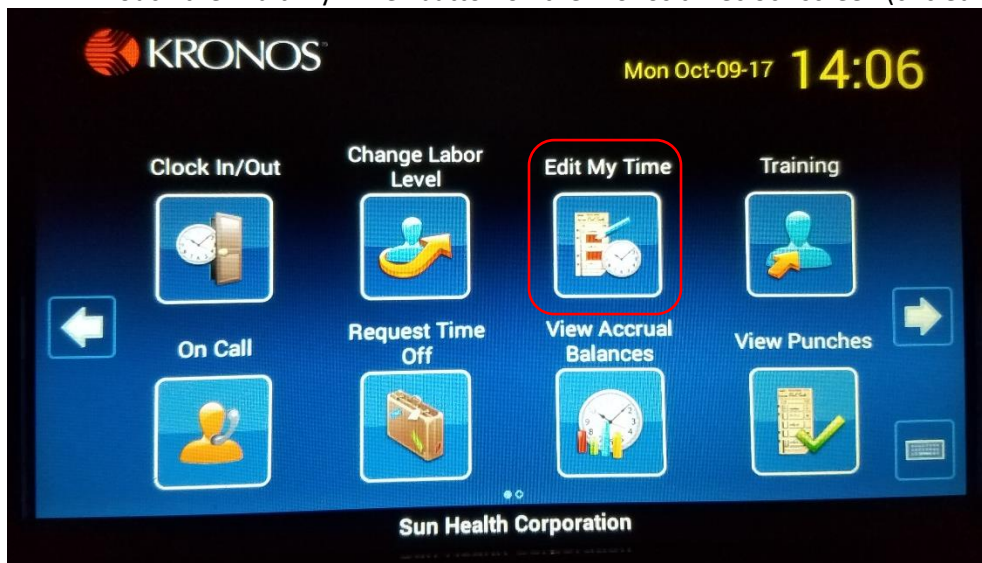 KRONOS
Mon Oct-09-17 14:06
Clock In/Out
Change Labor
Level
Edit My Time
Training
On Call
Request Time
Off
View Accrual
Balances
View Punches
Sun Health Corporation